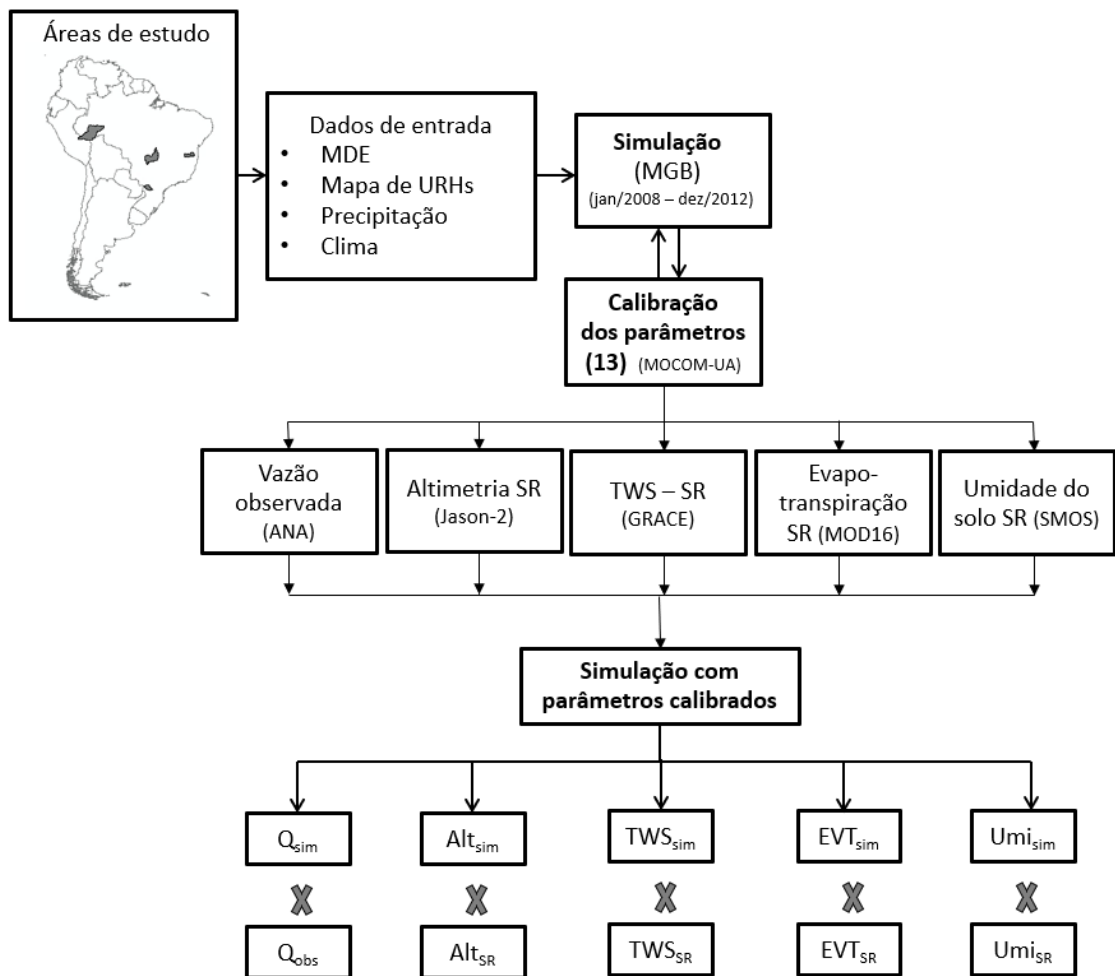 Áreas de estudo
Dados de entrada
• MDE
• Mapa de URHs
• Precipitação
• Clima
Simulação
(MGB)
(jan/2008 – dez/2012)
Calibração
dos parâmetros
(13) (MOCOM-UA)
Vazão
observada
(ANA)
Altimetria SR
(Jason-2)
TWS – SR
(GRACE)
Evapo-
transpiração
SR (MOD16)
Umidade do
solo SR (SMOS)
Simulação com
parâmetros calibrados
Qsim
Altsim
TWSsim
EVTsim
Umisim
Qobs
AltSR
TWSSR
EVTSR
UmiSR